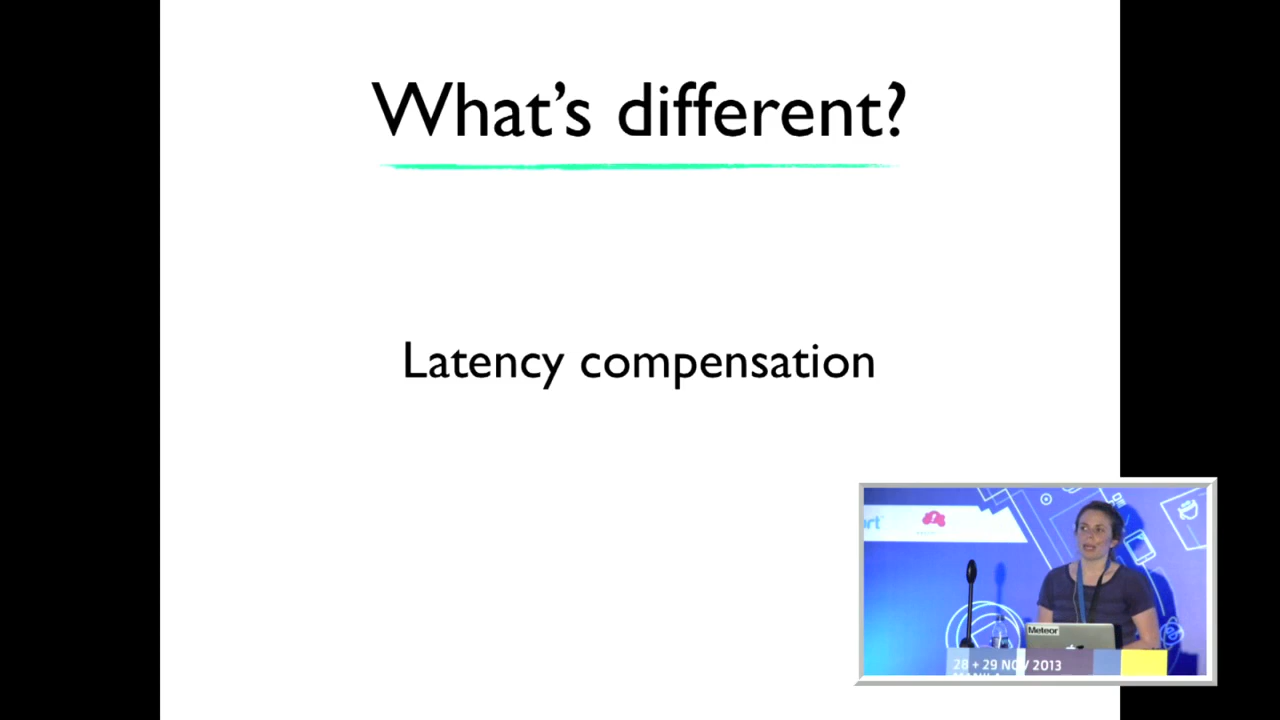 What's different?
Latency compensation
Meteor
28 + 29 NOV 2013